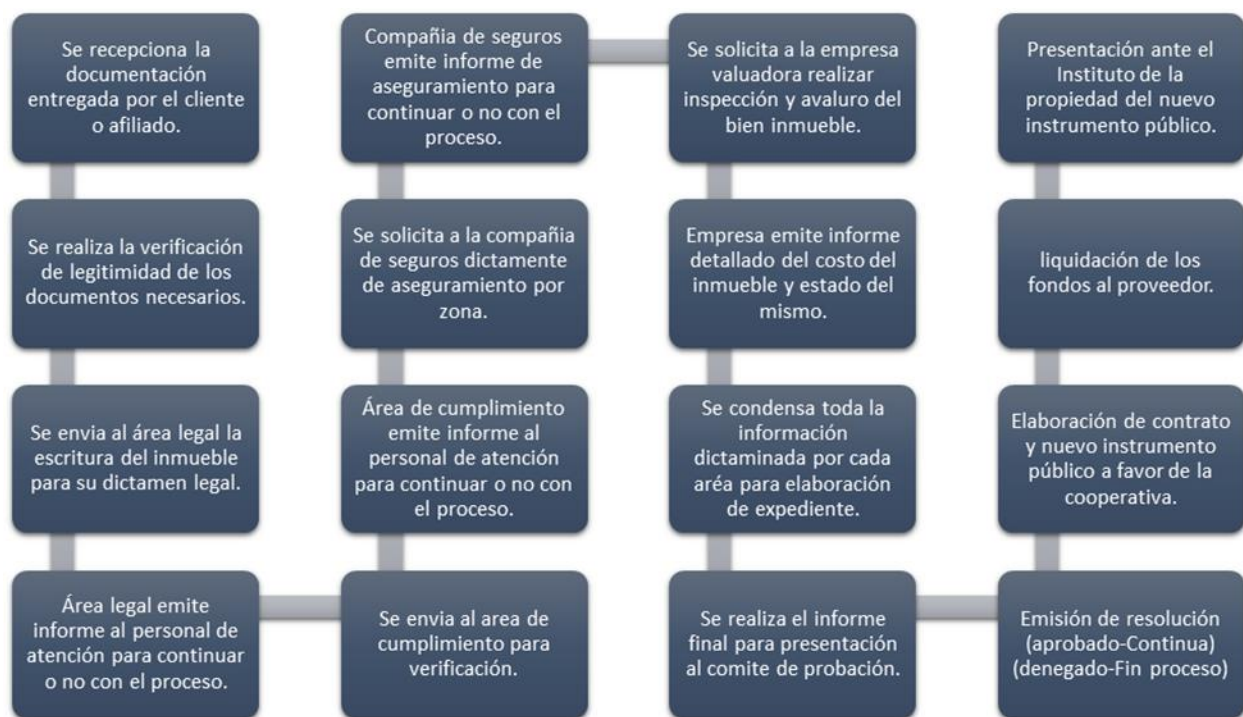 Se recepciona la
documentación
entregada por el cliente
o afiliado.
Se realiza la verificación
de legitimidad de los
documentos necesarios.
Se envia al área legal la
escritura del inmueble
para su dictamen legal.
Área legal emite
informe al personal de
atención para continuar
o no con el proceso.
Se envia al area de
cumplimiento para
verificación.
Área de cumplimiento
emite informe al
personal de atención
para continuar o no con
el proceso.
Se solicita a la compañia
de seguros dictamente
de aseguramiento por
zona.
Compañia de seguros
emite informe de
aseguramiento para
continuar o no con el
proceso.
Se solicita a la empresa
valuadora realizar
inspección y avaluro del
bien inmueble.
Empresa emite informe
detallado del costo del
inmueble y estado del
mismo.
Se condensa toda la
información
dictaminada por cada
aréa para elaboración
de expediente.
Se realiza el informe
final para presentación
al comite de probación.
Emisión de resolución
(aprobado-Continua)
(denegado-Fin proceso)
Elaboración de contrato
y nuevo instrumento
público a favor de la
cooperativa.
liquidación de los
fondos al proveedor.
Presentación ante el
Instituto de la
propiedad del nuevo
instrumento público.